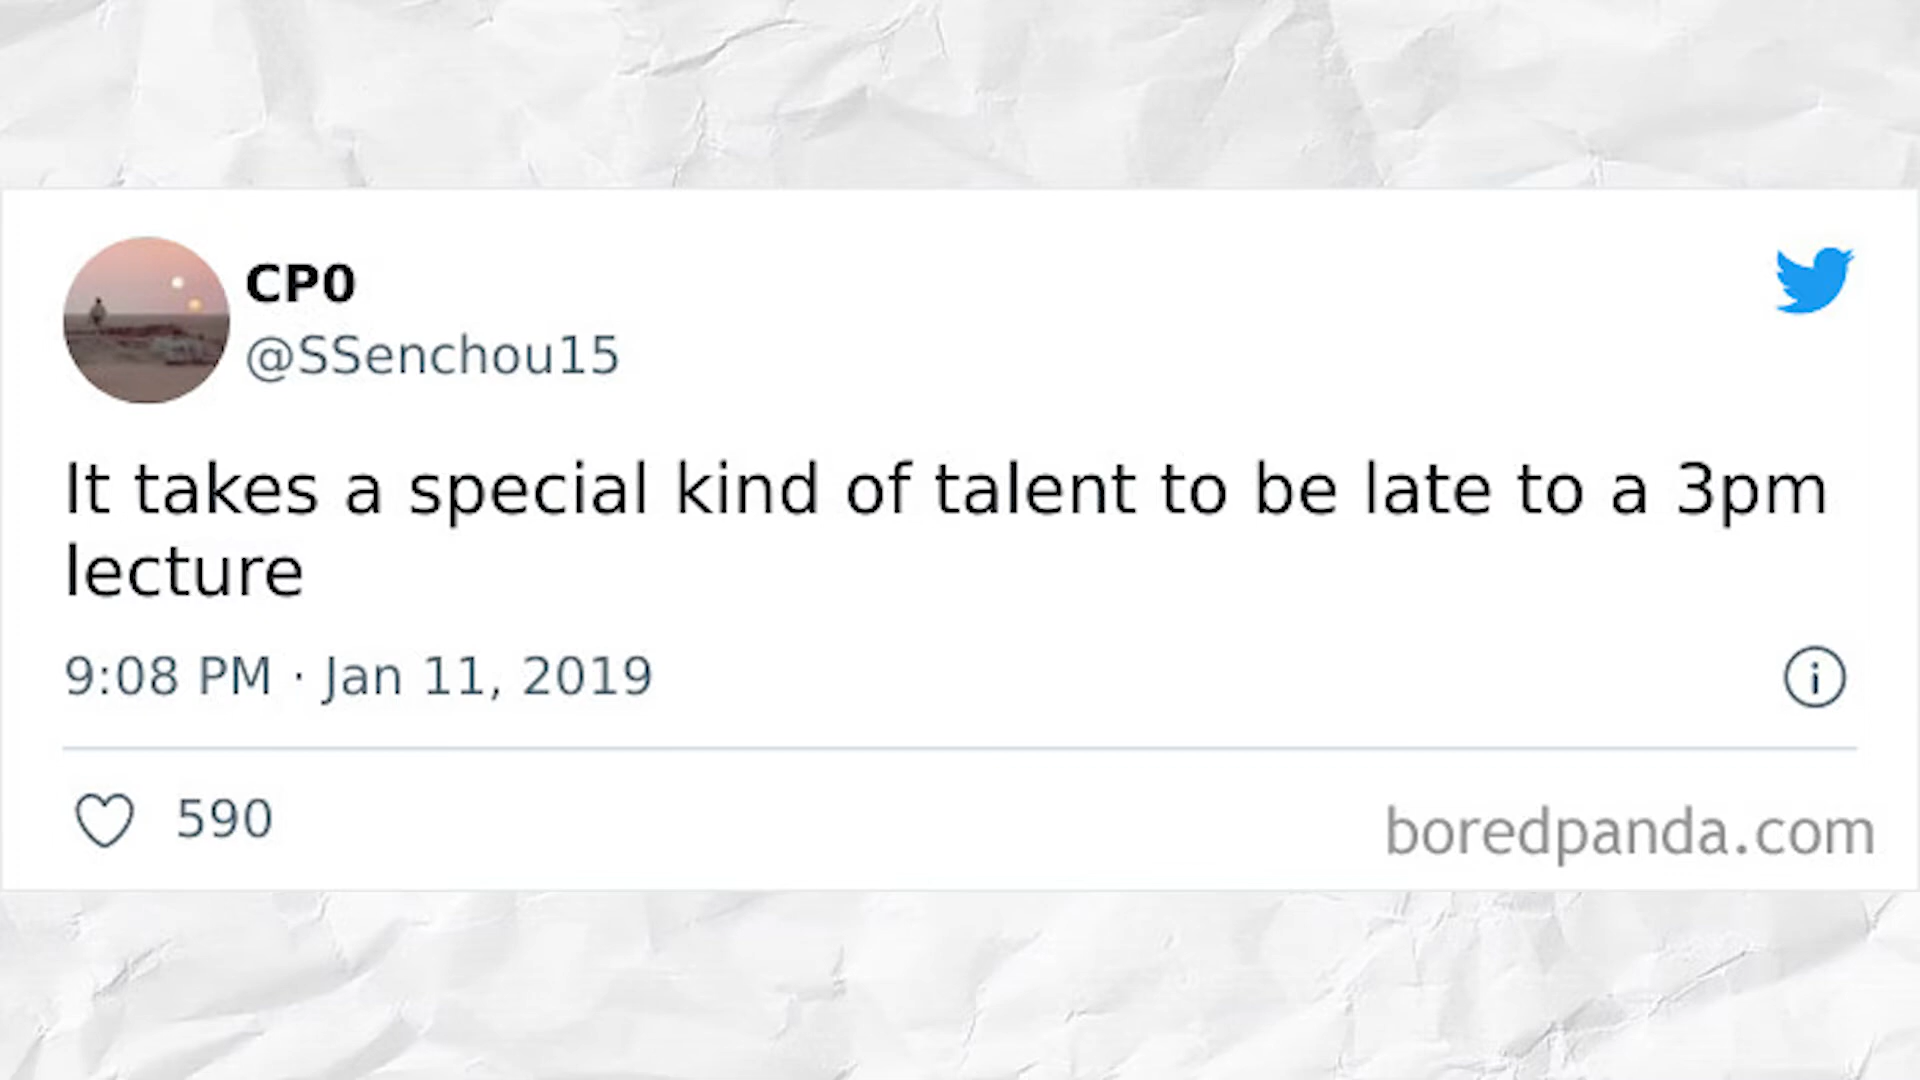 CP0
@SSenchou15
It takes a special kind of talent to be late to a 3pm
lecture
9:08 PM · Jan 11, 2019
590
boredpanda.com